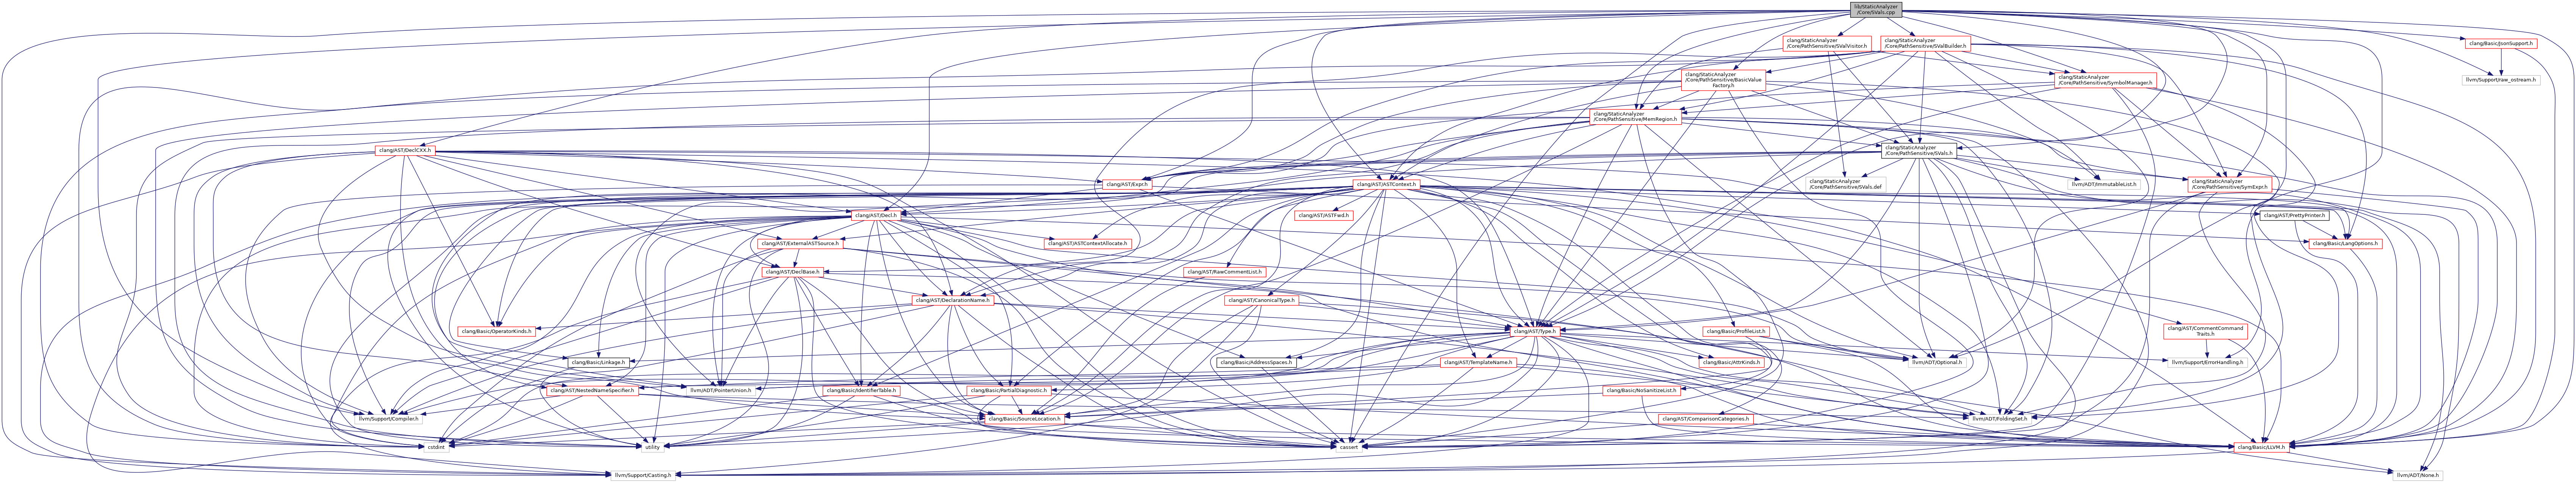 lib/StaticAnalyzer
/Core/SVals.cpp
clang/StaticAnalyzer
/Core/PathSensitive/SValVisitor.h
clang/StaticAnalyzer
/Core/PathSensitive/SValBuilder.h
clang/Basic/JsonSupport.h
clang/StaticAnalyzer
/Core/PathSensitive/BasicValue
Factory.h
clang/StaticAnalyzer
/Core/PathSensitive/SymbolManager.h
llvm/Support/raw_ostream.h
clang/StaticAnalyzer
/Core/PathSensitive/MemRegion.h
clang/AST/DeclCXX.h
clang/StaticAnalyzer
/Core/PathSensitive/SVals.h
clang/AST/Expr.h
clang/AST/ASTContext.h
clang/StaticAnalyzer
/Core/PathSensitive/SVals.def
llvm/ADT/ImmutableList.h
clang/StaticAnalyzer
/Core/PathSensitive/SymExpr.h
clang/AST/Decl.h
clang/AST/ASTFwd.h
clang/AST/PrettyPrinter.h
clang/AST/ExternalASTSource.h
clang/AST/ASTContextAllocate.h
clang/Basic/LangOptions.h
clang/AST/DeclBase.h
clang/AST/RawCommentList.h
clang/AST/DeclarationName.h
clang/AST/CanonicalType.h
clang/Basic/OperatorKinds.h
clang/AST/Type.h
clang/Basic/ProfileList.h
clang/AST/CommentCommand
Traits.h
clang/Basic/Linkage.h
clang/Basic/AddressSpaces.h
clang/AST/TemplateName.h
clang/Basic/AttrKinds.h
llvm/ADT/Optional.h
llvm/Support/ErrorHandling.h
clang/AST/NestedNameSpecifier.h
llvm/ADT/PointerUnion.h
clang/Basic/IdentifierTable.h
clang/Basic/PartialDiagnostic.h
clang/Basic/NoSanitizeList.h
llvm/Support/Compiler.h
clang/Basic/SourceLocation.h
clang/AST/ComparisonCategories.h
llvm/ADT/FoldingSet.h
cstdint
utility
cassert
clang/Basic/LLVM.h
llvm/Support/Casting.h
llvm/ADT/None.h